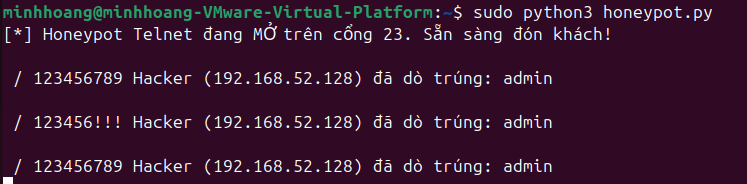 minhhoang@minhhoang-VMware-Virtual-Platform:~$ sudo python3 honeypot.py
[*] Honeypot Telnet đang MỞ trên cổng 23. Sẵn sàng đón khách!
/ 123456789 Hacker (192.168.52.128) đã dò trúng: admin
/ 123456!!! Hacker (192.168.52.128) đã dò trúng: admin
/ 123456789 Hacker (192.168.52.128) đã dò trúng: admin